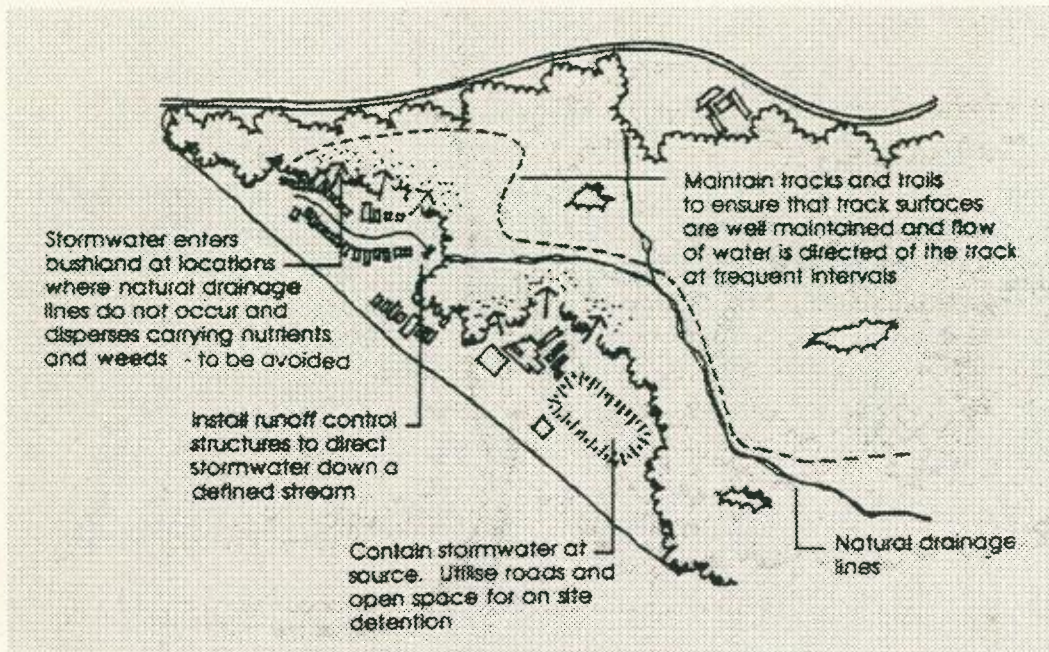 Stormwater enters
bushland at locations
where natural drainage
lines do not occur and
disperses carrying nutrients
and weeds - to be avoided
Install runoff control
structures to direct
stormwater down a
defined stream
Contain stormwater at
source. Utilise roads and
open space for on site
detention
Maintain tracks and trails
to ensure that track surfaces
are well maintained and flow
of water is directed of the track
at frequent intervals
Natural drainage
lines